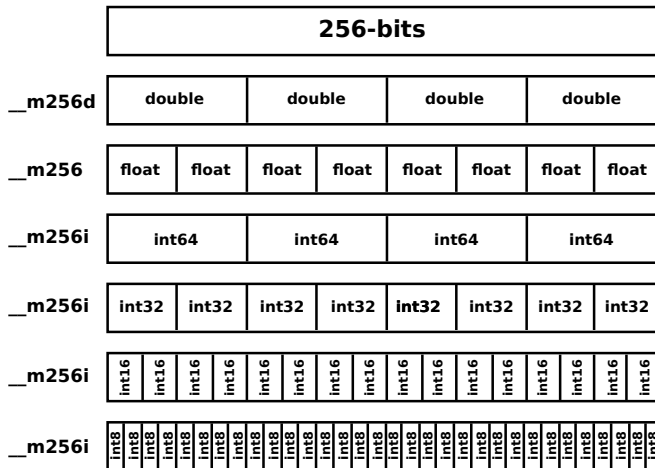 256-bits
__m256d double double double double
__m256 float float float float float float float float
__m256i int64 int64 int64 int64
__m256i int32 int32 int32 int32 int32 int32 int32 int32
__m256i int16 int16 int16 int16 int16 int16 int16 int16 int16 int16 int16 int16 int16 int16 int16 int16
__m256i int8 int8 int8 int8 int8 int8 int8 int8 int8 int8 int8 int8 int8 int8 int8 int8 int8 int8 int8 int8 int8 int8 int8 int8 int8 int8 int8 int8 int8 int8 int8 int8